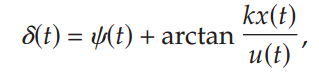 δ(t) = ψ(t) + arctan kx(t)/u(t),